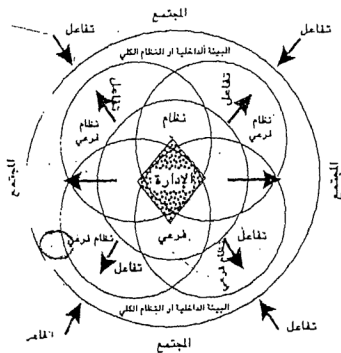 المجتمع
تفاعل
تفاعل
البيئة الداخلية او النظام الكلي
تفاعل
تفاعل
نظام
فرعي
نظام
نظام
فرعي
المجتمع
الإدارة
المجتمع
فرعي
نظام فرعي
تفاعل
تفاعل
نظام فرعي
البيئة الداخلية او النظام الكلي
تفاعل
المجتمع